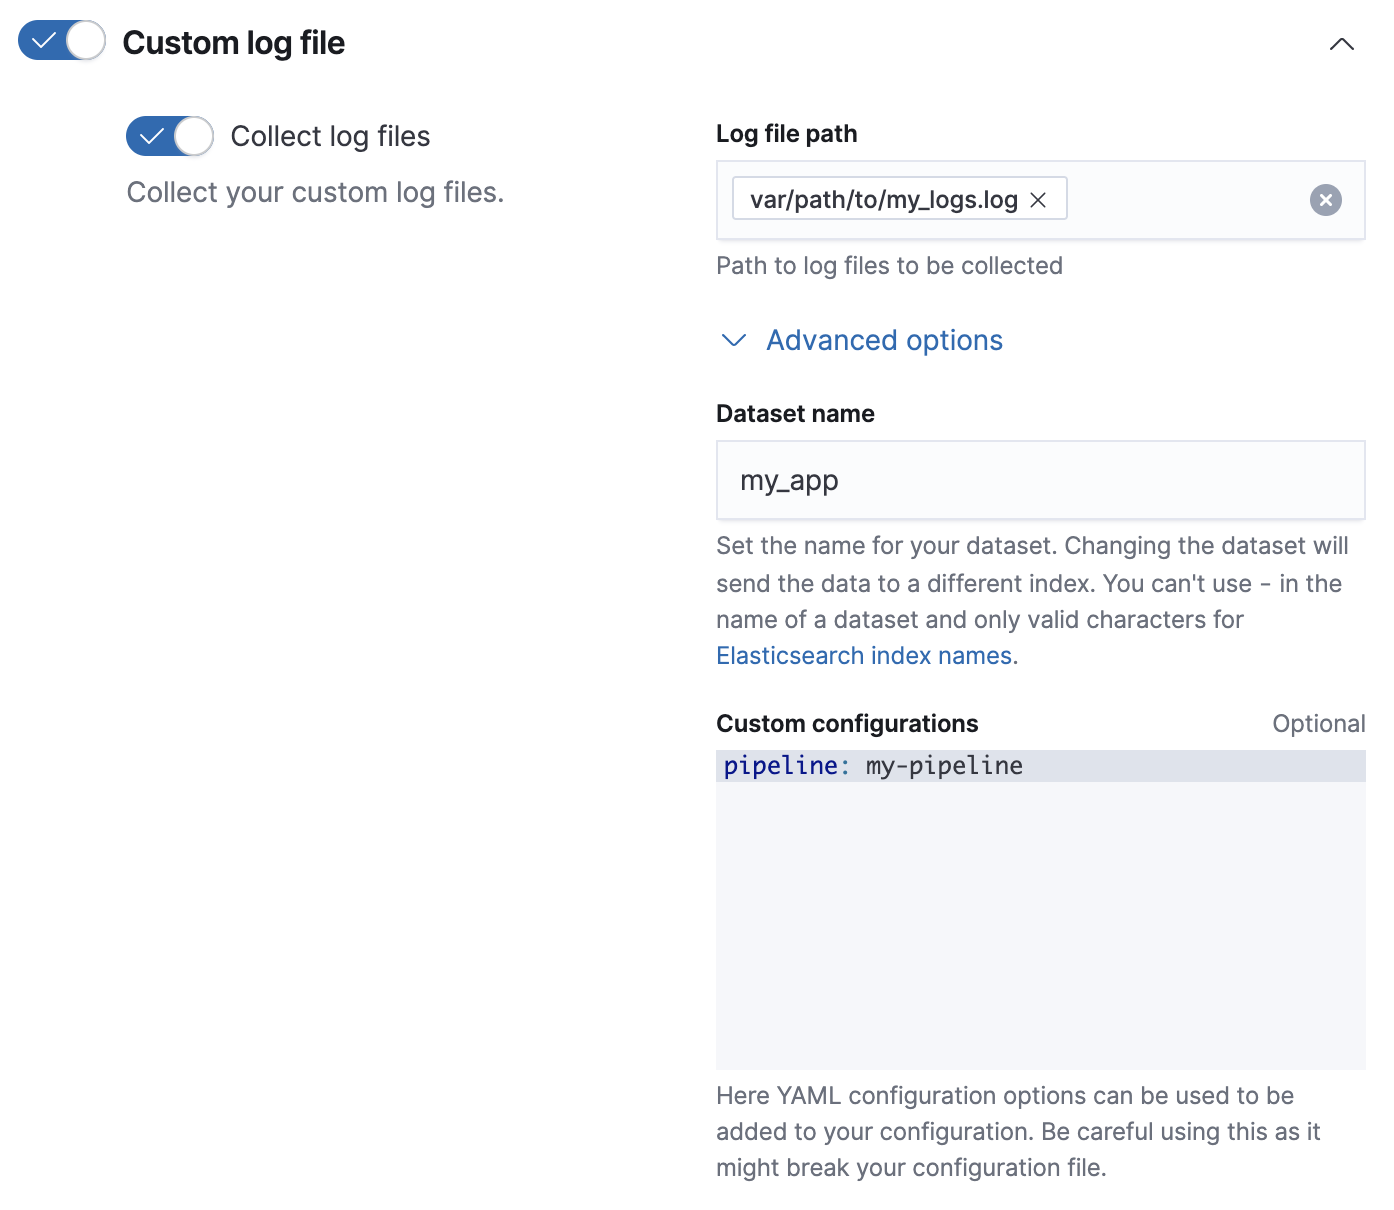 Custom log file
Collect log files
Collect your custom log files.
Log file path
var/path/to/my_logs.log
Path to log files to be collected
Advanced options
Dataset name
my_app
Set the name for your dataset. Changing the dataset will
send the data to a different index. You can't use - in the
name of a dataset and only valid characters for
Elasticsearch index names.
Custom configurations Optional
pipeline: my-pipeline
Here YAML configuration options can be used to be
added to your configuration. Be careful using this as it
might break your configuration file.